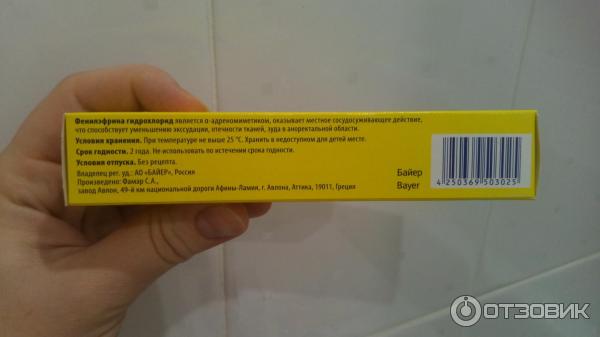 Фенилэфрина гидрохлорид является α-адреномиметиком, оказывает местное сосудосуживающее действие,
что способствует уменьшению экссудации, отечности тканей, зуда в аноректальной области.
Условия хранения. При температуре не выше 25 °С. Хранить в недоступном для детей месте.
Срок годности. 2 года. Не использовать по истечении срока годности.
Условия отпуска. Без рецепта.
Владелец рег. уд.: АО «БАЙЕР», Россия
Произведено: Фамар С.А.,
завод Авлон, 49-й км национальной дороги Афины-Ламии, г. Авлона, Аттика, 19011, Греция
Байер
Bayer
4 250369 503025
ОТЗОВИК